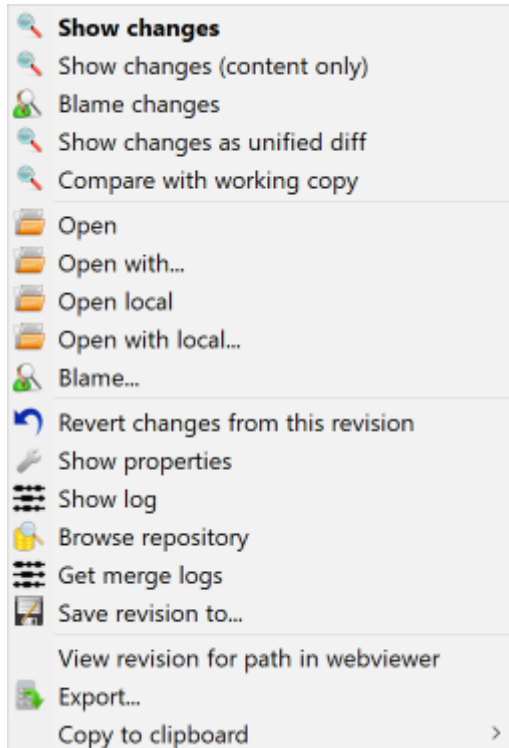 Show changes
Show changes (content only)
Blame changes
Show changes as unified diff
Compare with working copy
Open
Open with...
Open local
Open with local...
Blame...
Revert changes from this revision
Show properties
Show log
Browse repository
Get merge logs
Save revision to...
View revision for path in webviewer
Export...
Copy to clipboard